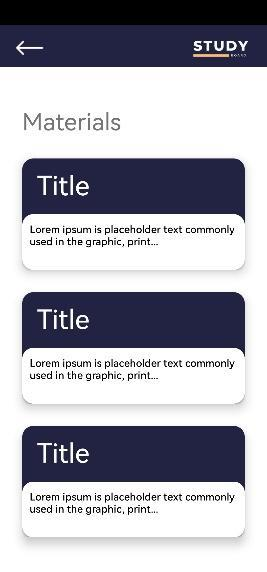 STUDY
BOARD
Materials
Title
Lorem ipsum is placeholder text commonly
used in the graphic, print...
Title
Lorem ipsum is placeholder text commonly
used in the graphic, print...
Title
Lorem ipsum is placeholder text commonly
used in the graphic, print...